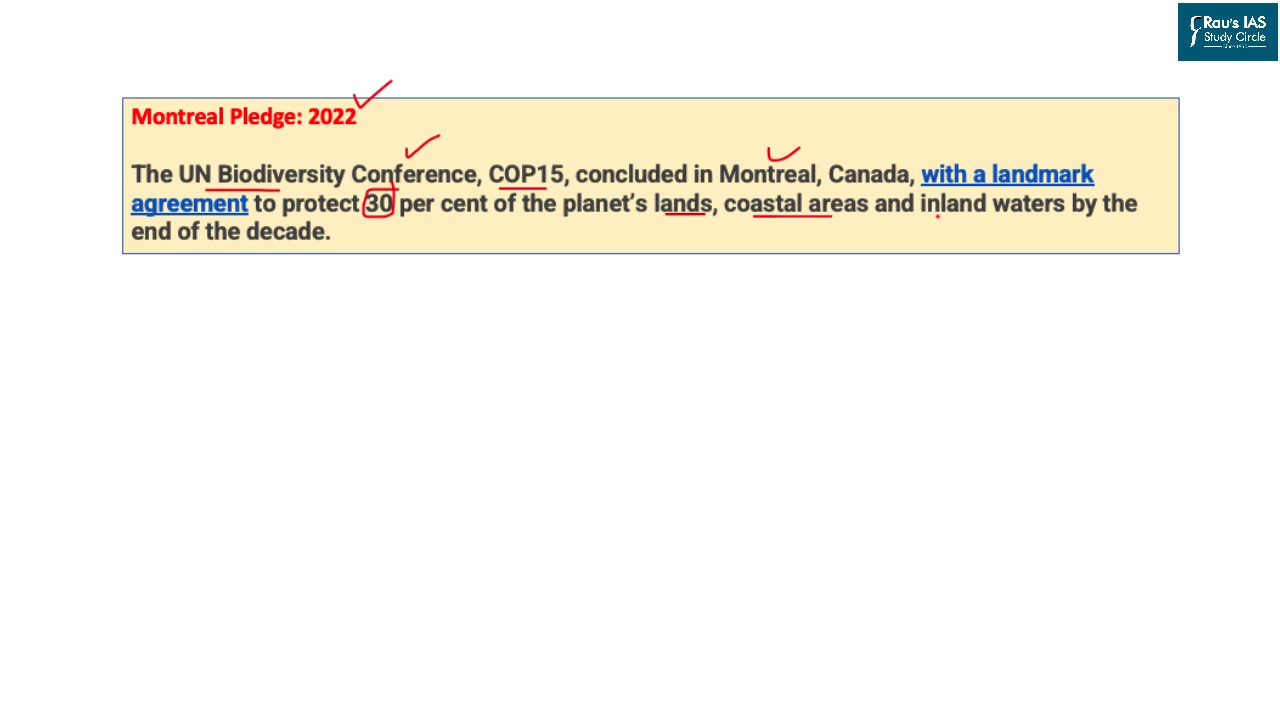 Rau's IAS
Study Circle
Montreal Pledge: 2022
The UN Biodiversity Conference, COP15, concluded in Montreal, Canada, with a landmark
agreement to protect 30 per cent of the planet's lands, coastal areas and inland waters by the
end of the decade.